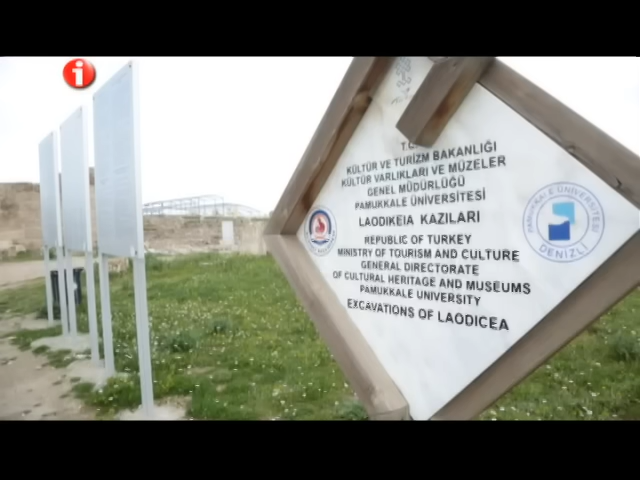 i
T.C.
KÜLTÜR VE TURİZM BAKANLIĞI
KÜLTÜR VARLIKLARI VE MÜZELER
GENEL MÜDÜRLÜĞÜ
PAMUKKALE ÜNİVERSİTESİ
LAODIKEIA KAZILARI
REPUBLIC OF TURKEY
MINISTRY OF TOURISM AND CULTURE
GENERAL DIRECTORATE
OF CULTURAL HERITAGE AND MUSEUMS
PAMUKKALE UNIVERSITY
EXCAVATIONS OF LAODICEA
PAMUKKALE ÜNİVERSİTESİ
DENİZLİ